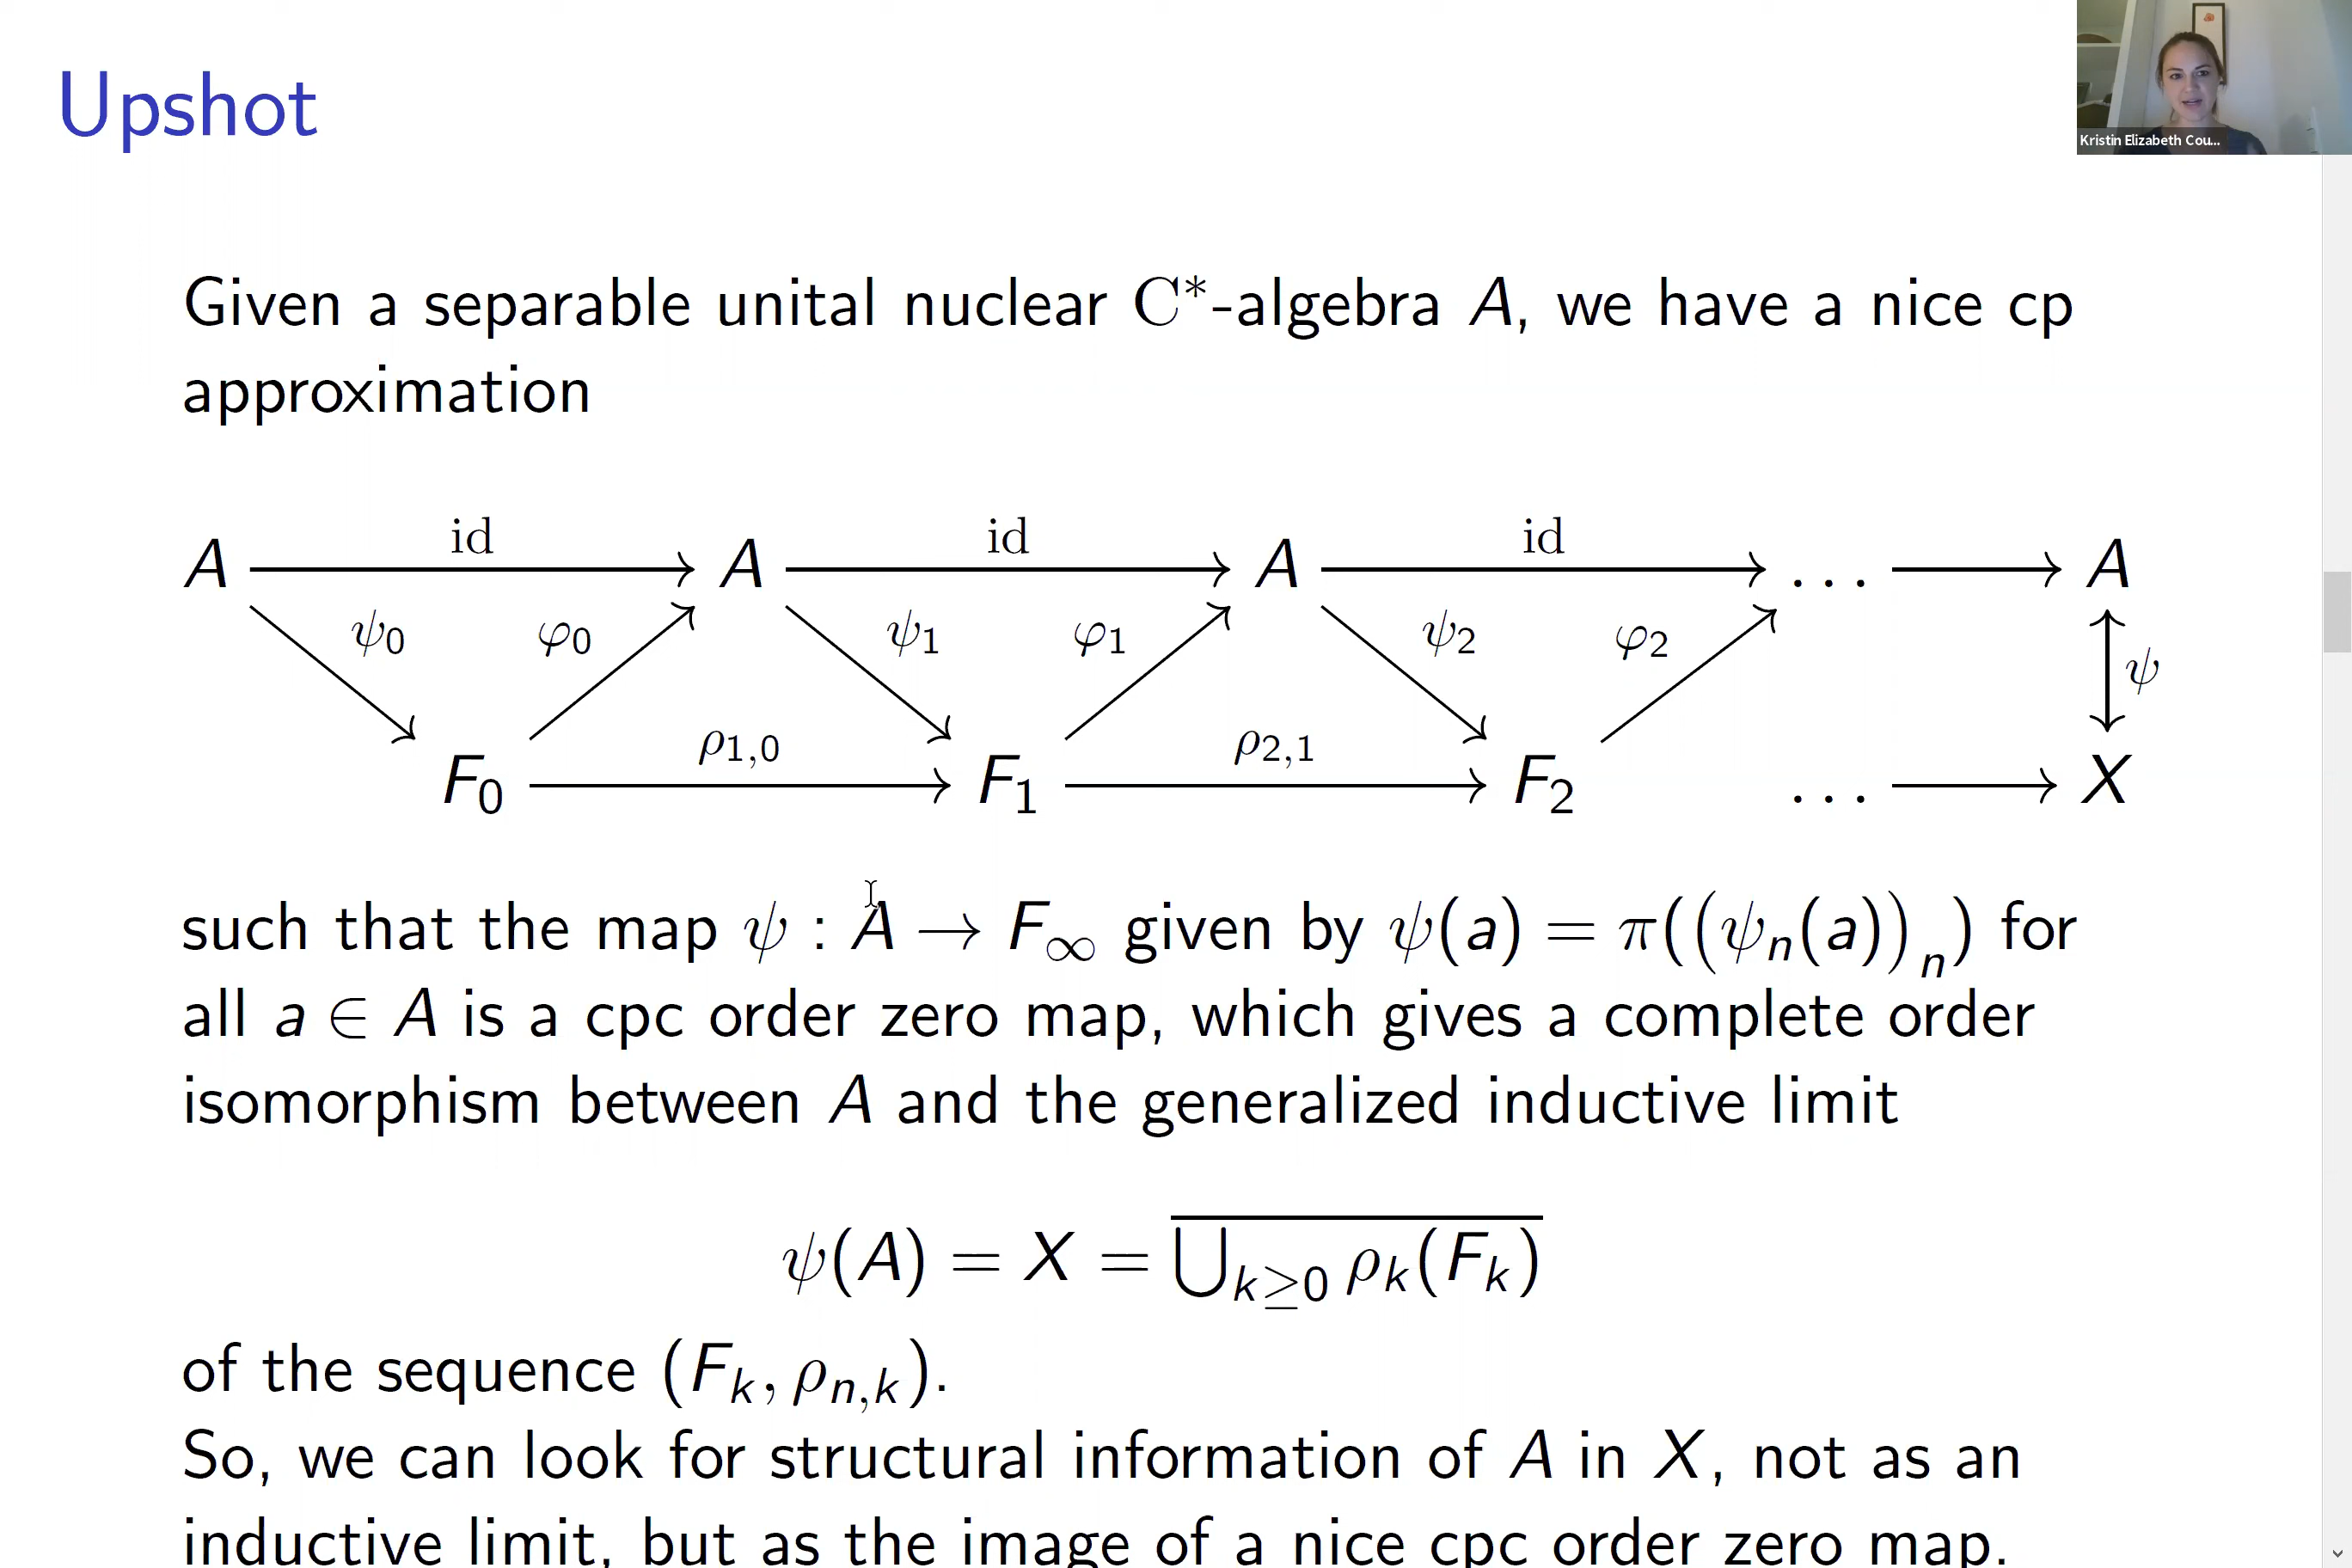 Upshot
Kristin Elizabeth Cou...
Given a separable unital nuclear C*-algebra A, we have a nice cp
approximation
A id A id A id ... A
ψ0 φ0 ψ1 φ1 ψ2 φ2 ψ
F0 ρ1,0 F1 ρ2,1 F2 ... X
such that the map ψ : A → F∞ given by ψ(a) = π((ψn(a))n) for
all a ∈ A is a cpc order zero map, which gives a complete order
isomorphism between A and the generalized inductive limit
ψ(A) = X = ⋃k≥0 ρk(Fk)
of the sequence (Fk, ρn,k).
So, we can look for structural information of A in X, not as an
inductive limit, but as the image of a nice cpc order zero map.